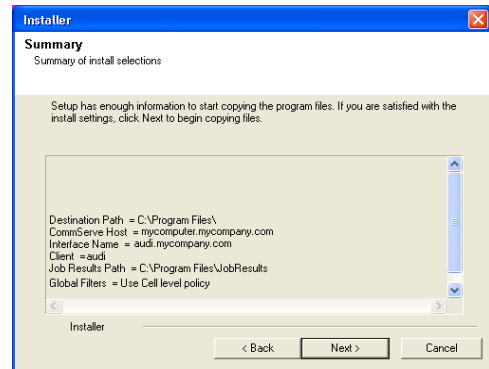 Installer
Summary
Summary of install selections
Setup has enough information to start copying the program files. If you are satisfied with the
install settings, click Next to begin copying files.
Destination Path = C:\Program Files\
CommServe Host = mycomputer.mycompany.com
Interface Name = audi.mycompany.com
Client =audi
Job Results Path = C:\Program Files\JobResults
Global Filters = Use Cell level policy
Installer
< Back Next > Cancel